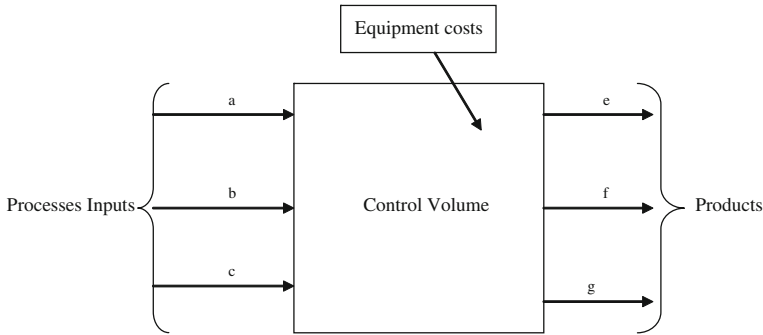 Equipment costs
a
e
Processes Inputs
b
Control Volume
f
Products
c
g